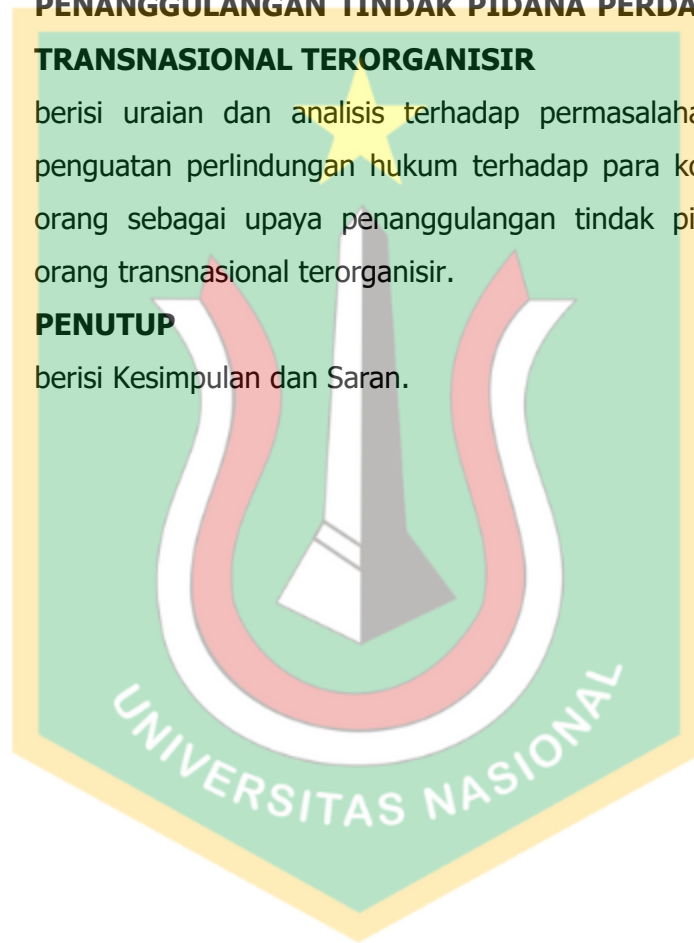 PENANGGULANGAN TINDAK PIDANA
TRANSNASIONAL TERORGANISIR
berisi uraian dan analisis terhadap
penguatan perlindungan hukum terhadap para
orang sebagai upaya penanggulangan tindak
orang transnasional terorganisir.
PENUTUP
berisi Kesimpulan dan Saran.
UNIVERSITAS NASIONAL